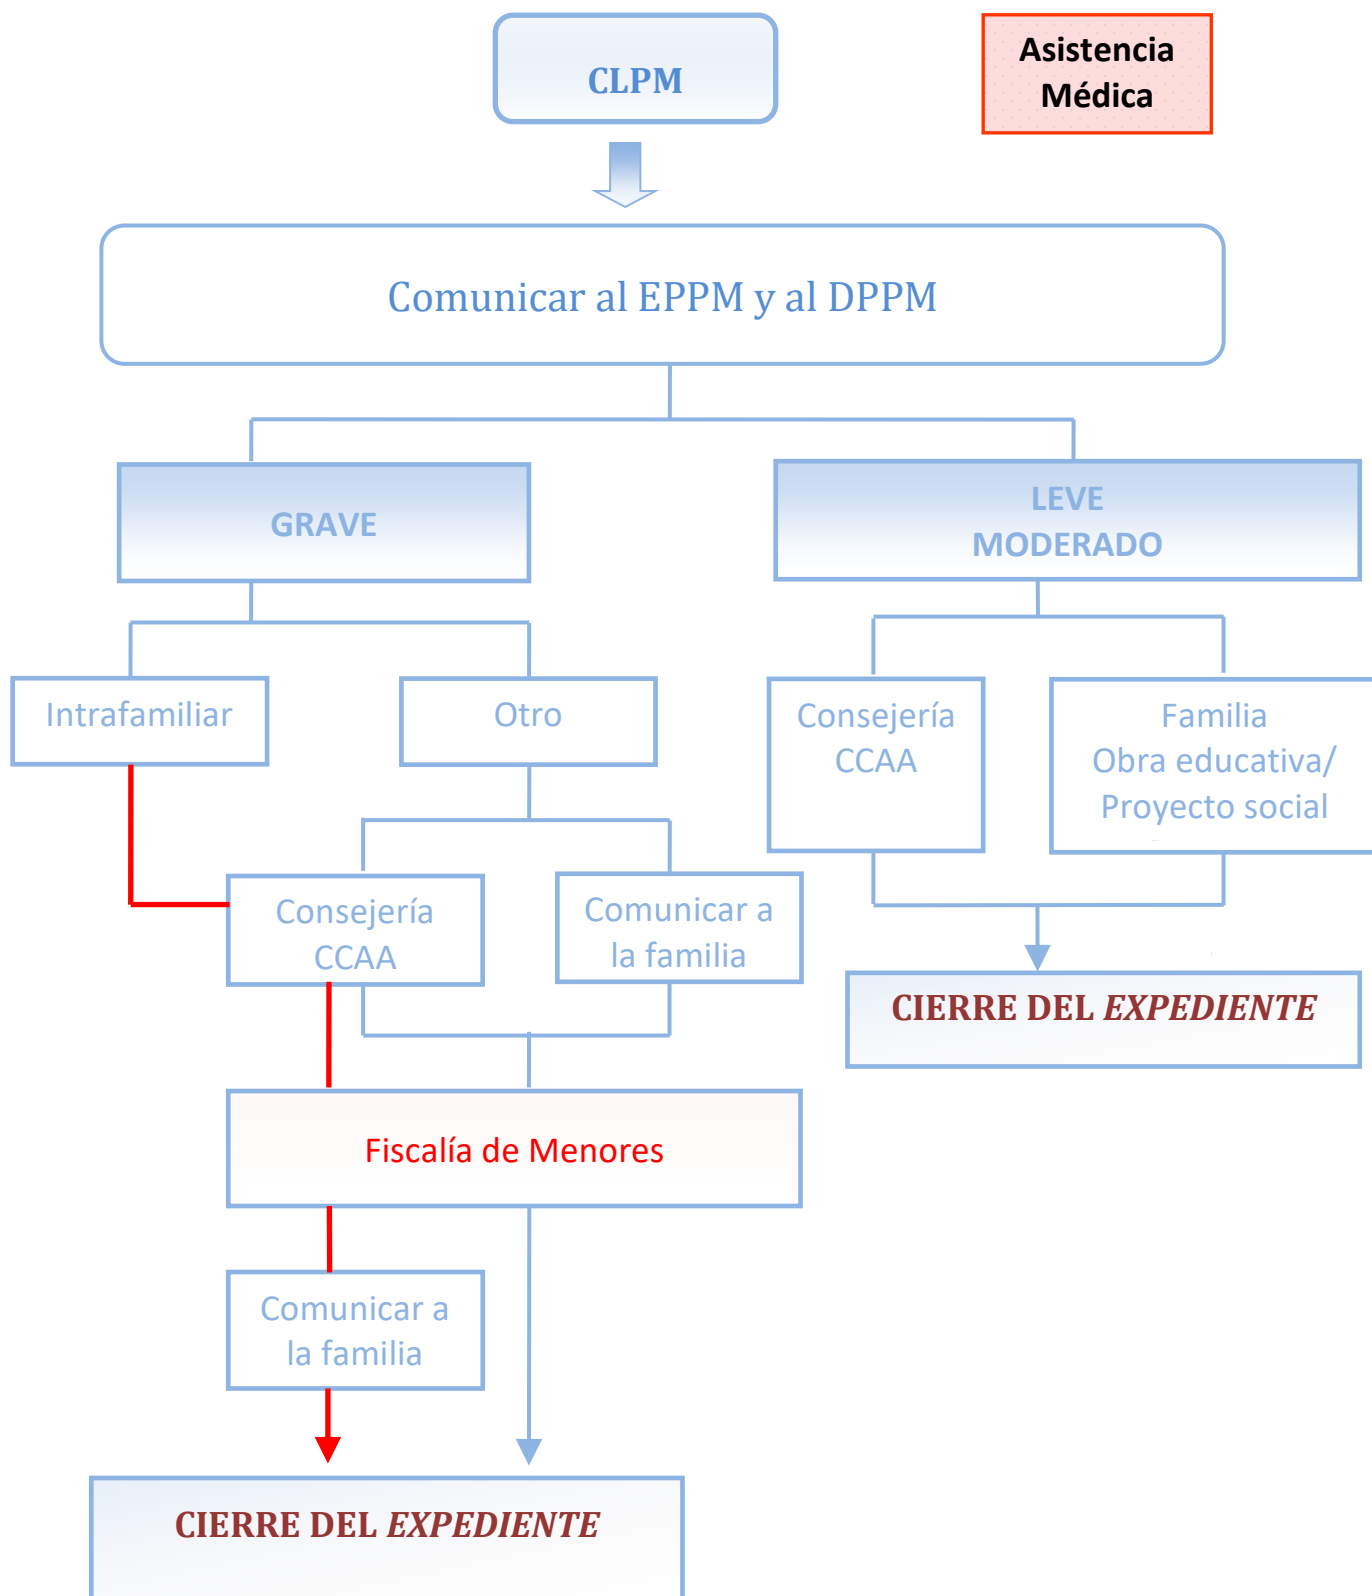 CLPM
Asistencia
Médica
Comunicar al EPPM y al DPPM
GRAVE
LEVE
MODERADO
Intrafamiliar
Otro
Consejería
CCAA
Familia
Obra educativa/
Proyecto social
Consejería
CCAA
Comunicar a
la familia
CIERRE DEL EXPEDIENTE
Fiscalía de Menores
Comunicar a
la familia
CIERRE DEL EXPEDIENTE